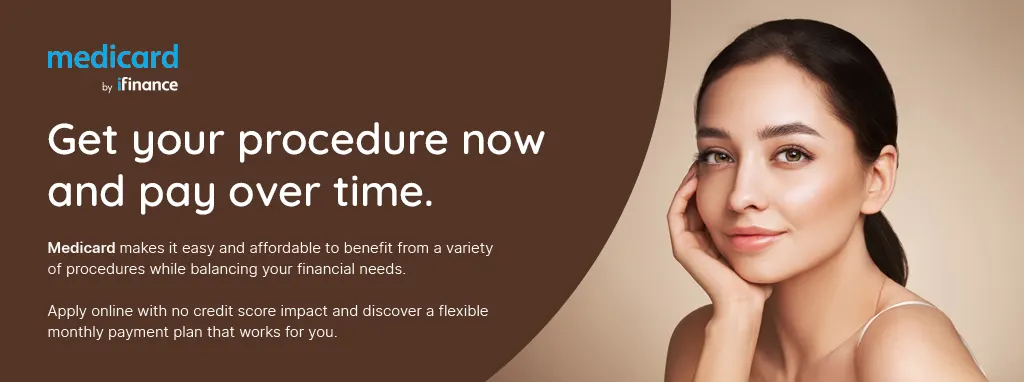 medicard
by ifinance
Get your procedure now
and pay over time.
Medicard makes it easy and affordable to benefit from a variety
of procedures while balancing your financial needs.
Apply online with no credit score impact and discover a flexible
monthly payment plan that works for you.